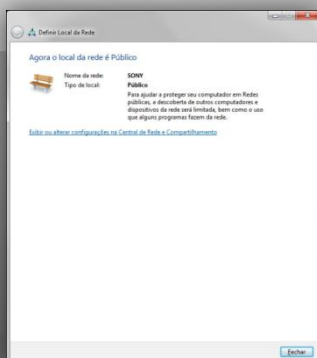 Definir Local da Rede
Agora o local da rede é Público
Nome da rede: SONY
Tipo de local: Público
Para ajudar a proteger seu computador em Redes
públicas, a descoberta de outros computadores e
dispositivos da rede será limitada, bem como o uso
que alguns programas fazem da rede.
Exibir ou alterar configurações na Central de Rede e Compartilhamento
Fechar